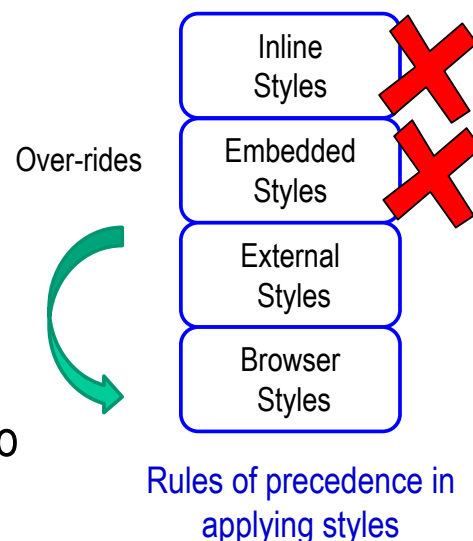 Inline
Styles
Over-rides
Embedded
Styles
External
Styles
Browser
Styles
o
Rules of precedence in
applying styles